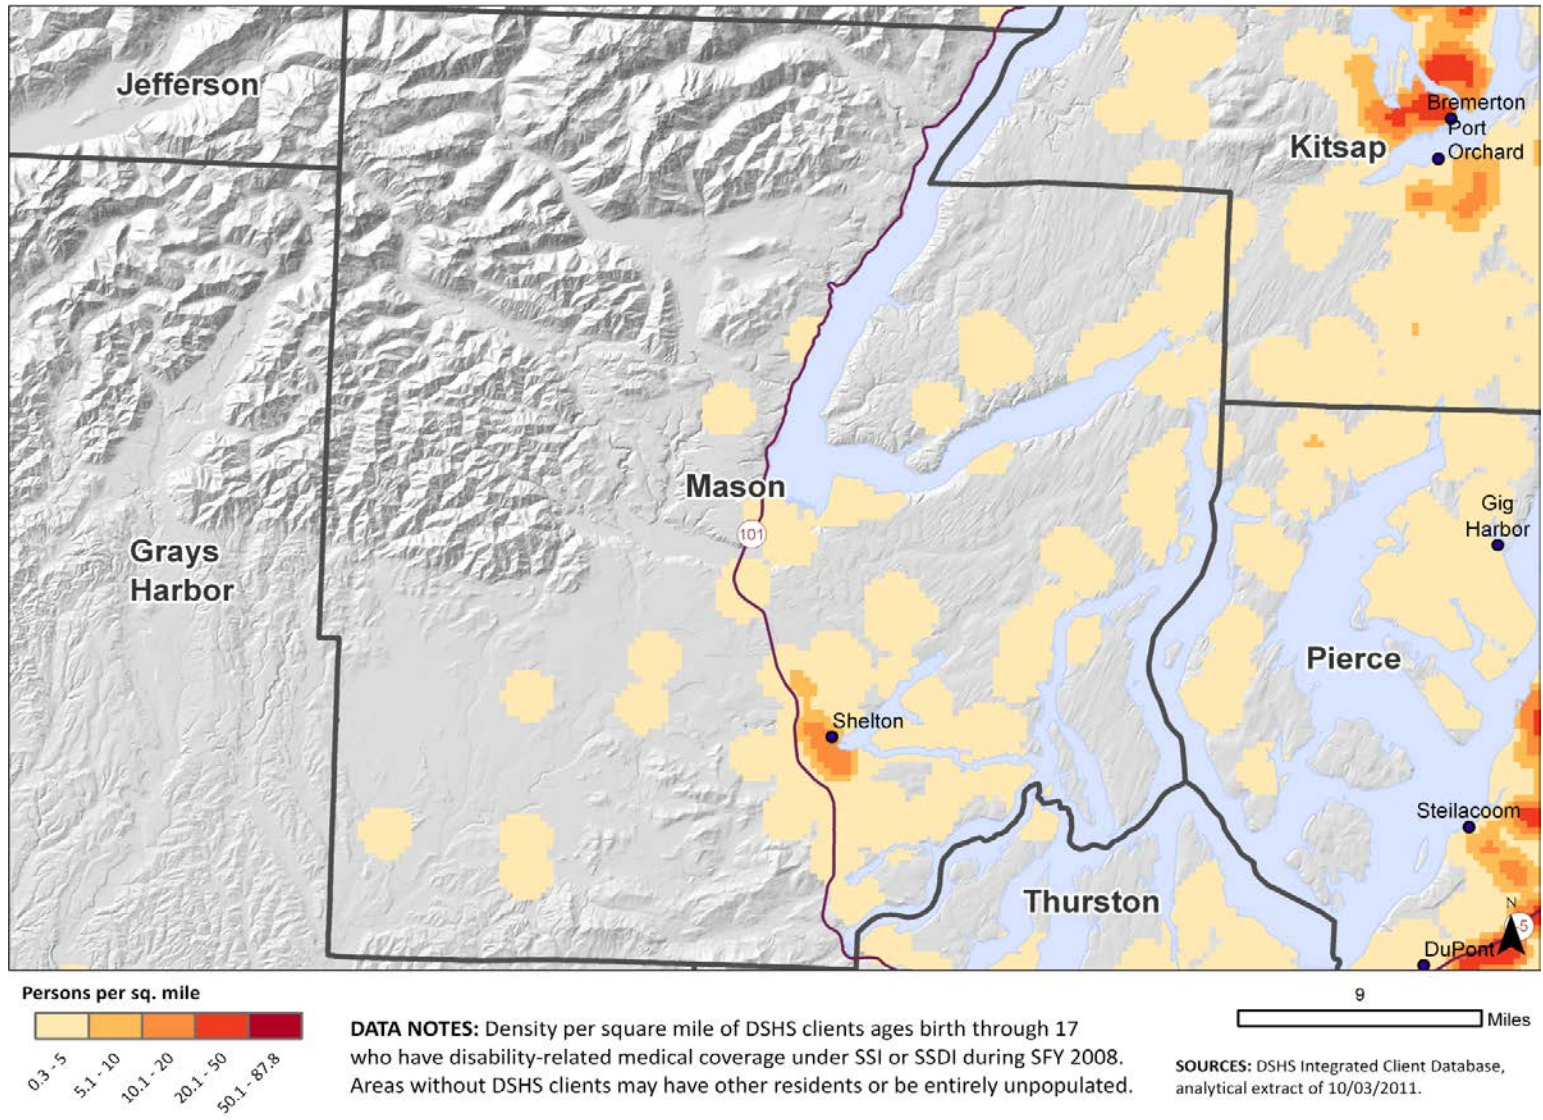 Jefferson
Bremerton
Port
Orchard
Kitsap
Mason
101
Gig
Harbor
Grays
Harbor
Pierce
Shelton
Steilacoom
Thurston
N
5
DuPont
Persons per sq. mile
0.3 - 5
5.1 - 10
10.1 - 20
20.1 - 50
50.1 - 87.8
DATA NOTES: Density per square mile of DSHS clients ages birth through 17
who have disability-related medical coverage under SSI or SSDI during SFY 2008.
Areas without DSHS clients may have other residents or be entirely unpopulated.
9
Miles
SOURCES: DSHS Integrated Client Database,
analytical extract of 10/03/2011.